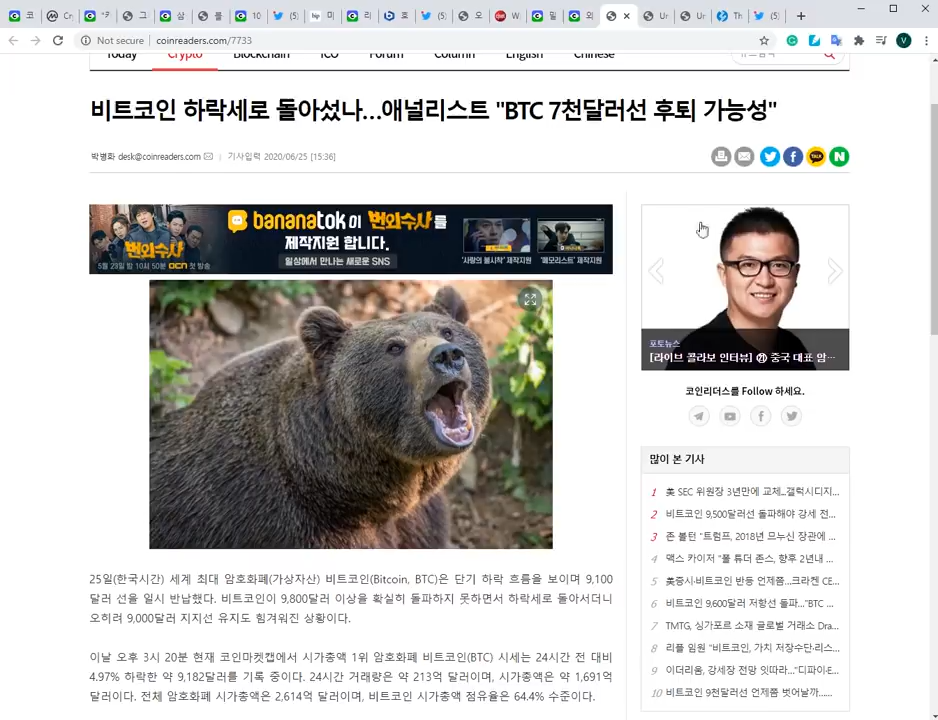 Not secure
coinreaders.com/7733
Today
Crypto
Blockchain
ICO
Forum
Column
English
Chinese
뉴스검색
비트코인 하락세로 돌아섰나...애널리스트 "BTC 7천달러선 후퇴 가능성"
박병화 desk@coinreaders.com
기사입력 2020/06/25 [15:36]
TALK
N
번외수사
5월 23일 밤 10시 50분 OCN 첫 방송
bananatok이 번외수사를
제작지원 합니다.
일상에서 만나는 새로운 SNS
'사랑의 불시착' 제작지원
'메모리스트' 제작지원
포토뉴스
[라이브 콜라보 인터뷰] ㉑ 중국 대표 암...
코인리더스를 Follow 하세요.
많이 본 기사
1 美 SEC 위원장 3년만에 교체...갤럭시디지...
2 비트코인 9,500달러선 돌파해야 강세 전...
3 존 볼턴 "트럼프, 2018년 므누신 장관에 ...
4 맥스 카이저 "폴 튜더 존스, 향후 2년내 ...
5 美증시·비트코인 반등 언제쯤...크라켄 CE...
6 비트코인 9,600달러 저항선 돌파..."BTC ...
7 TMTG, 싱가포르 소재 글로벌 거래소 Dra...
8 리플 임원 "비트코인, 가치 저장수단·리스...
9 이더리움, 강세장 전망 잇따라..."디파이·E...
10 비트코인 9천달러선 언제쯤 벗어날까......
25일(한국시간) 세계 최대 암호화폐(가상자산) 비트코인(Bitcoin, BTC)은 단기 하락 흐름을 보이며 9,100
달러 선을 일시 반납했다. 비트코인이 9,800달러 이상을 확실히 돌파하지 못하면서 하락세로 돌아서더니
오히려 9,000달러 지지선 유지도 힘겨워진 상황이다.
이날 오후 3시 20분 현재 코인마켓캡에서 시가총액 1위 암호화폐 비트코인(BTC) 시세는 24시간 전 대비
4.97% 하락한 약 9,182달러를 기록 중이다. 24시간 거래량은 약 213억 달러이며, 시가총액은 약 1,691억
달러이다. 전체 암호화폐 시가총액은 2,614억 달러이며, 비트코인 시가총액 점유율은 64.4% 수준이다.